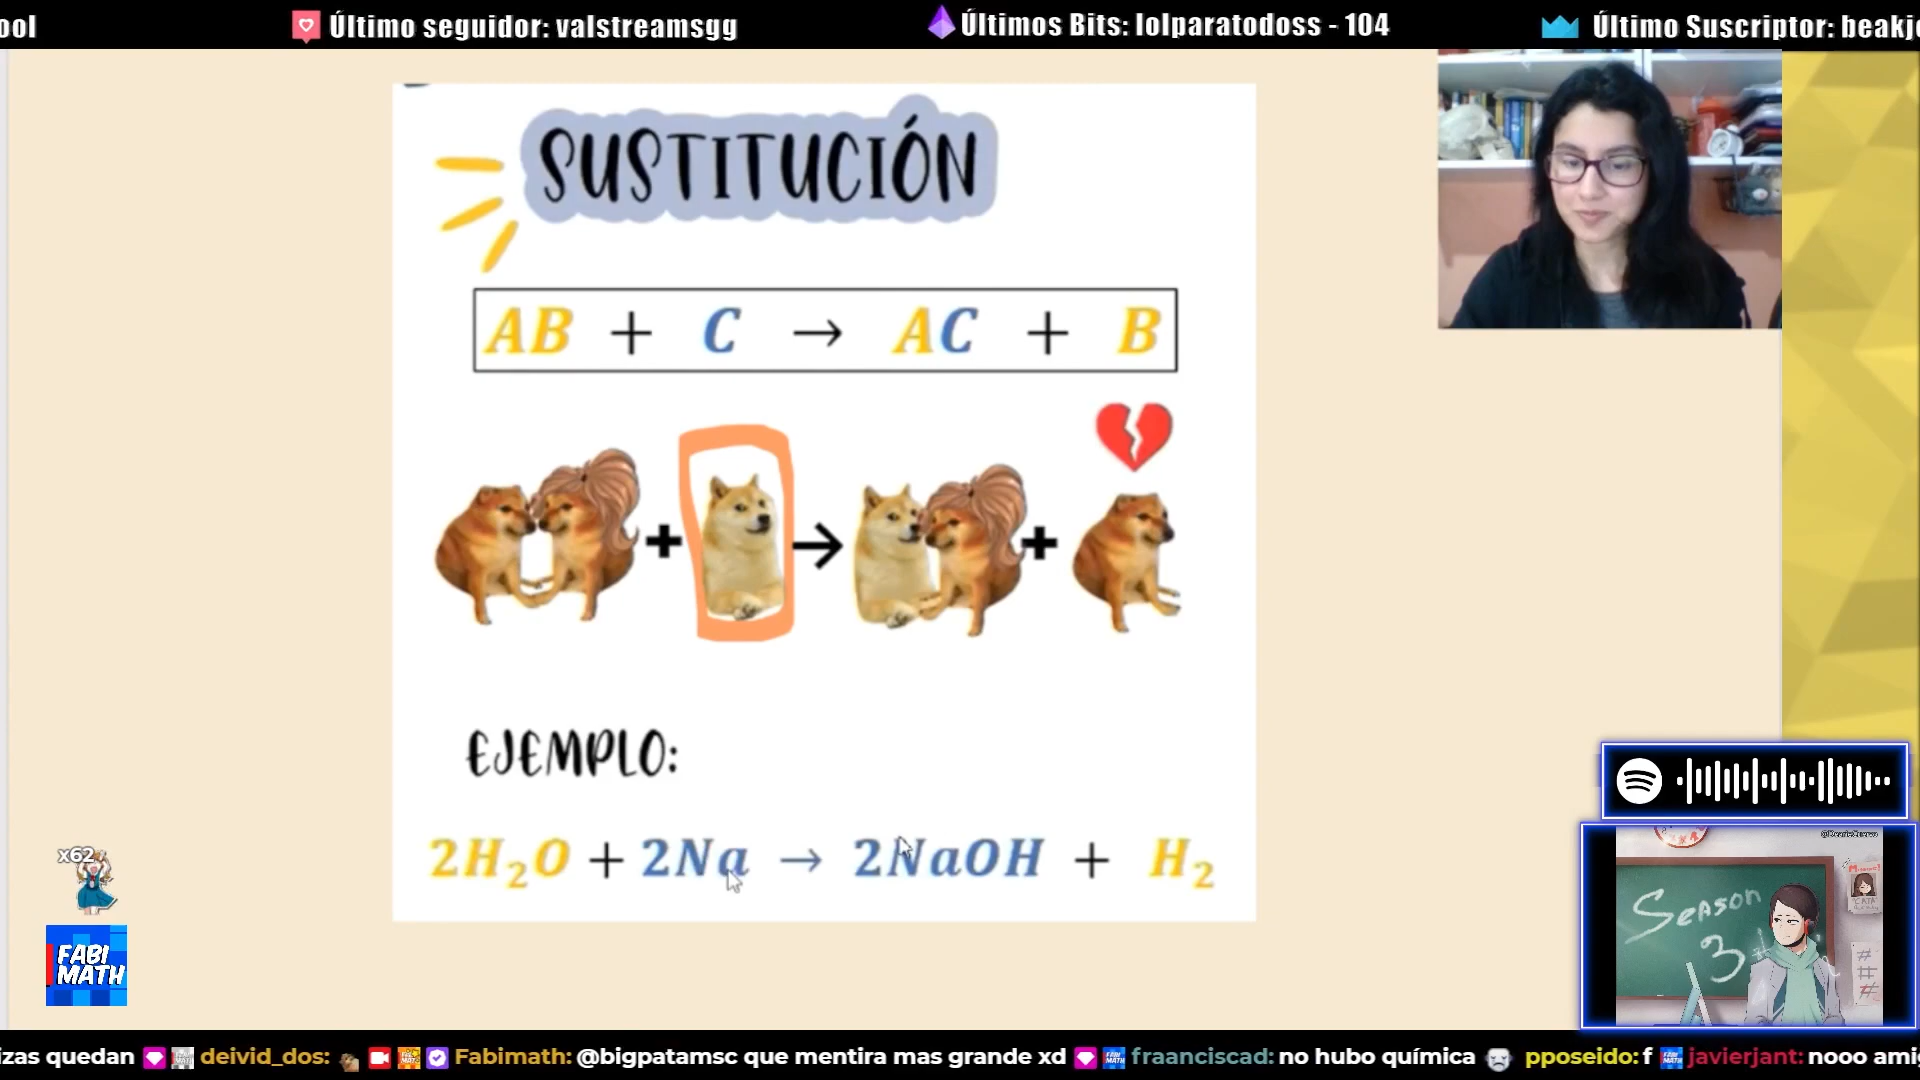 ool
Último seguidor: valstreamsgg
Últimos Bits: lolparatodoss - 104
Último Suscriptor: beakj
SUSTITUCIÓN
AB + C → AC + B
+ → +
EJEMPLO:
2H₂O + 2Na → 2NaOH + H₂
x62
FABI
MATH
@DearieCuervo
Season
3
CATA
#
#
#
izas quedan
deivid_dos:
Fabimath: @bigpatamsc que mentira mas grande xd
fraanciscad: no hubo química
pposeido: f
javierjant: nooo ami